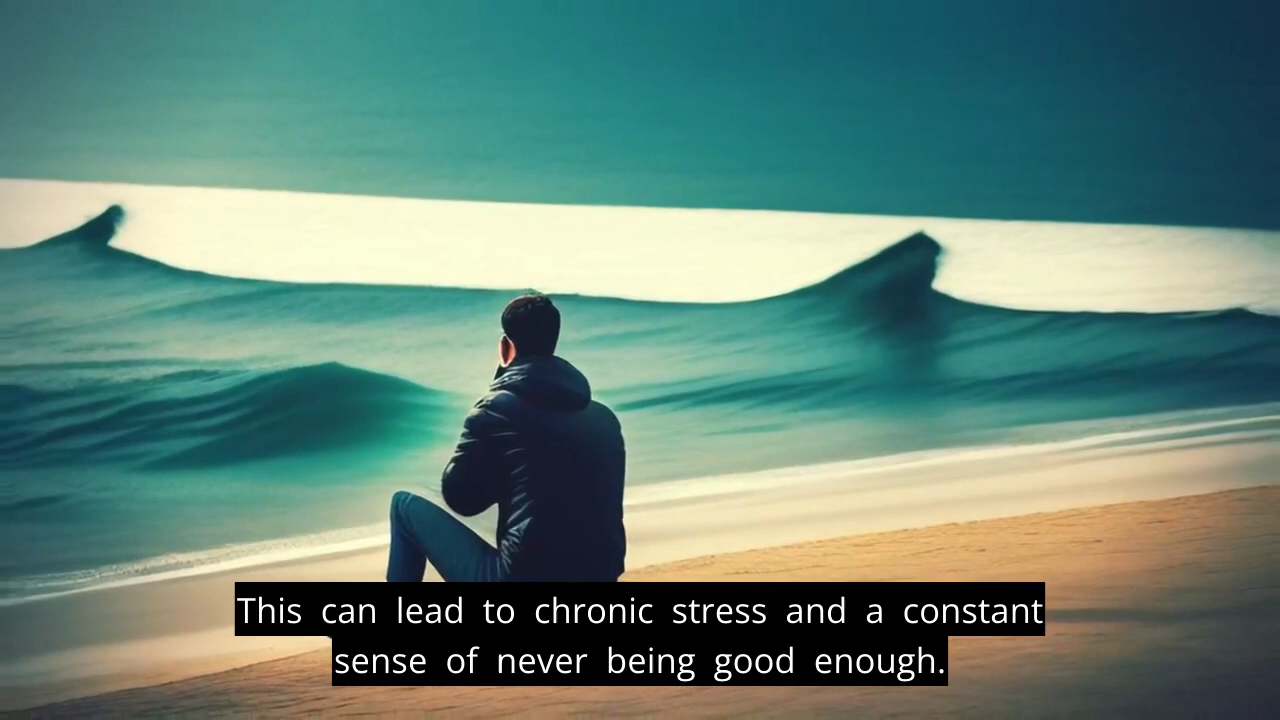 This can lead to chronic stress and a constant
sense of never being good enough.